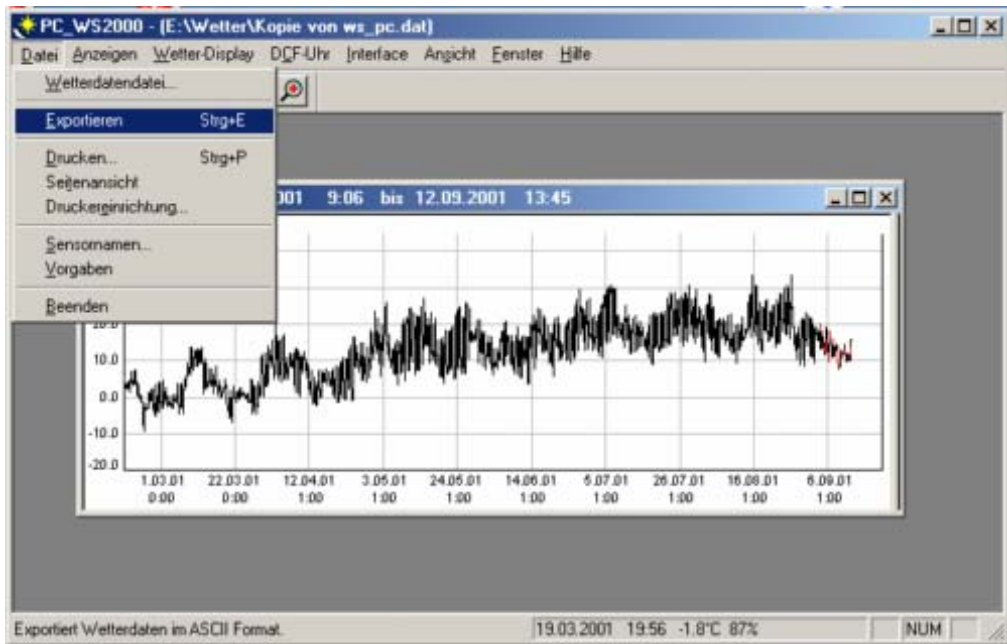 PC_WS2000 - (E:\Wetter\Kopie von ws_pc.dat)
Datei Anzeigen Wetter-Display DCF-Uhr Interface Ansicht Fenster Hilfe
Wetterdatendatei...
Exportieren Strg+E
Drucken... Strg+P
Seitenansicht
Druckereinrichtung...
Sensornamen...
Vorgaben
Beenden
001 9:06 bis 12.09.2001 13:45
20.0
10.0
0.0
-10.0
-20.0
1.03.01 22.03.01 12.04.01 3.05.01 24.05.01 14.06.01 5.07.01 26.07.01 16.08.01 6.09.01
0:00 0:00 1:00 1:00 1:00 1:00 1:00 1:00 1:00 1:00
Exportiert Wetterdaten im ASCII Format. 19.03.2001 19:56 -1.8°C 87% NUM